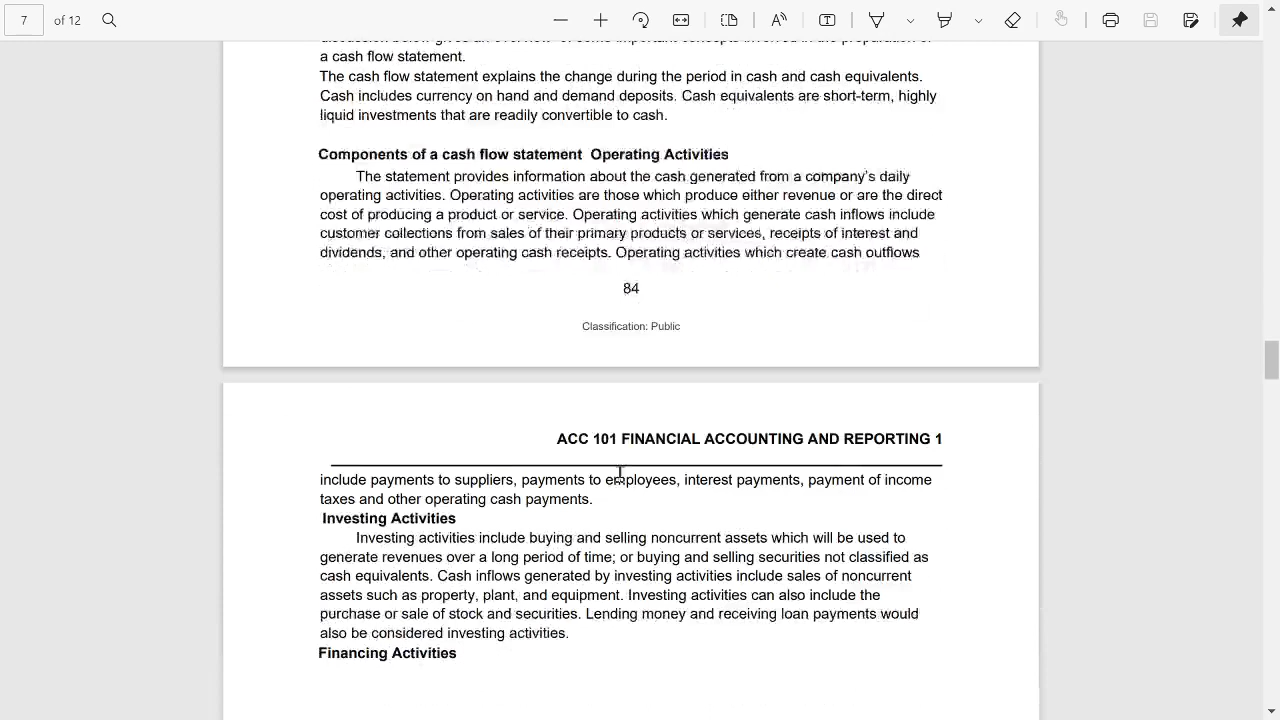 7 of 12
a cash flow statement.
The cash flow statement explains the change during the period in cash and cash equivalents.
Cash includes currency on hand and demand deposits. Cash equivalents are short-term, highly
liquid investments that are readily convertible to cash.
Components of a cash flow statement Operating Activities
The statement provides information about the cash generated from a company's daily
operating activities. Operating activities are those which produce either revenue or are the direct
cost of producing a product or service. Operating activities which generate cash inflows include
customer collections from sales of their primary products or services, receipts of interest and
dividends, and other operating cash receipts. Operating activities which create cash outflows
84
Classification: Public
ACC 101 FINANCIAL ACCOUNTING AND REPORTING 1
include payments to suppliers, payments to employees, interest payments, payment of income
taxes and other operating cash payments.
Investing Activities
Investing activities include buying and selling noncurrent assets which will be used to
generate revenues over a long period of time; or buying and selling securities not classified as
cash equivalents. Cash inflows generated by investing activities include sales of noncurrent
assets such as property, plant, and equipment. Investing activities can also include the
purchase or sale of stock and securities. Lending money and receiving loan payments would
also be considered investing activities.
Financing Activities